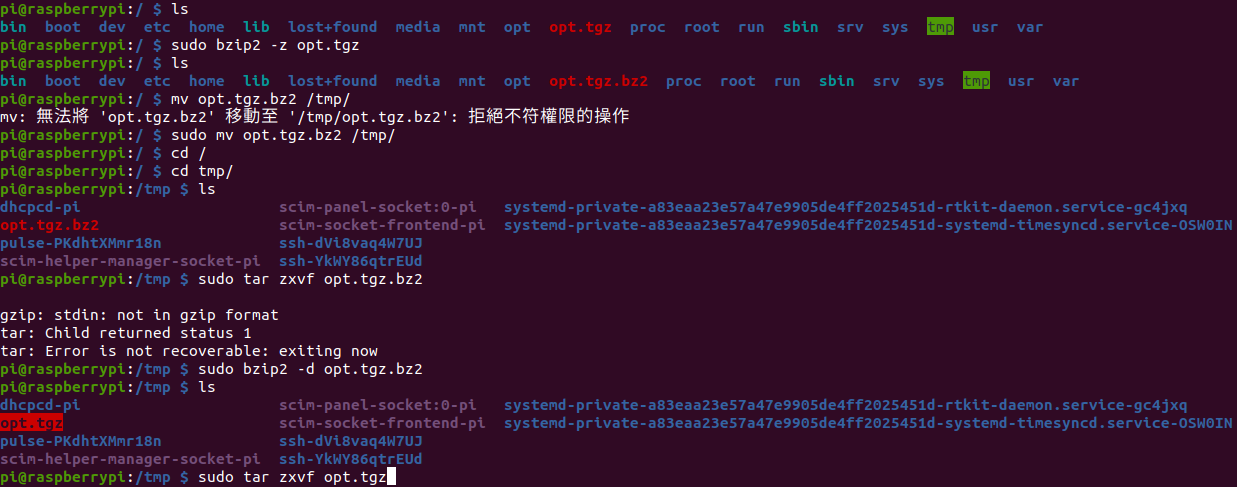 pi@raspberrypi:/ $ ls
bin  boot  dev  etc  home  lib  lost+found  media  mnt  opt  opt.tgz  proc  root  run  sbin  srv  sys  tmp  usr  var
pi@raspberrypi:/ $ sudo bzip2 -z opt.tgz
pi@raspberrypi:/ $ ls
bin  boot  dev  etc  home  lib  lost+found  media  mnt  opt  opt.tgz.bz2  proc  root  run  sbin  srv  sys  tmp  usr  var
pi@raspberrypi:/ $ mv opt.tgz.bz2 /tmp/
mv: 無法將 'opt.tgz.bz2' 移動至 '/tmp/opt.tgz.bz2': 拒絕不符權限的操作
pi@raspberrypi:/ $ sudo mv opt.tgz.bz2 /tmp/
pi@raspberrypi:/ $ cd /
pi@raspberrypi:/ $ cd tmp/
pi@raspberrypi:/tmp $ ls
dhcpcd-pi                      scim-panel-socket:0-pi   systemd-private-a83eaa23e57a47e9905de4ff2025451d-rtkit-daemon.service-gc4jxq
opt.tgz.bz2                    scim-socket-frontend-pi  systemd-private-a83eaa23e57a47e9905de4ff2025451d-systemd-timesyncd.service-OSW0IN
pulse-PKdhtXMmr18n             ssh-dVi8vaq4W7UJ
scim-helper-manager-socket-pi  ssh-YkWY86qtrEUd
pi@raspberrypi:/tmp $ sudo tar zxvf opt.tgz.bz2
gzip: stdin: not in gzip format
tar: Child returned status 1
tar: Error is not recoverable: exiting now
pi@raspberrypi:/tmp $ sudo bzip2 -d opt.tgz.bz2
pi@raspberrypi:/tmp $ ls
dhcpcd-pi                      scim-panel-socket:0-pi   systemd-private-a83eaa23e57a47e9905de4ff2025451d-rtkit-daemon.service-gc4jxq
opt.tgz                        scim-socket-frontend-pi  systemd-private-a83eaa23e57a47e9905de4ff2025451d-systemd-timesyncd.service-OSW0IN
pulse-PKdhtXMmr18n             ssh-dVi8vaq4W7UJ
scim-helper-manager-socket-pi  ssh-YkWY86qtrEUd
pi@raspberrypi:/tmp $ sudo tar zxvf opt.tgz